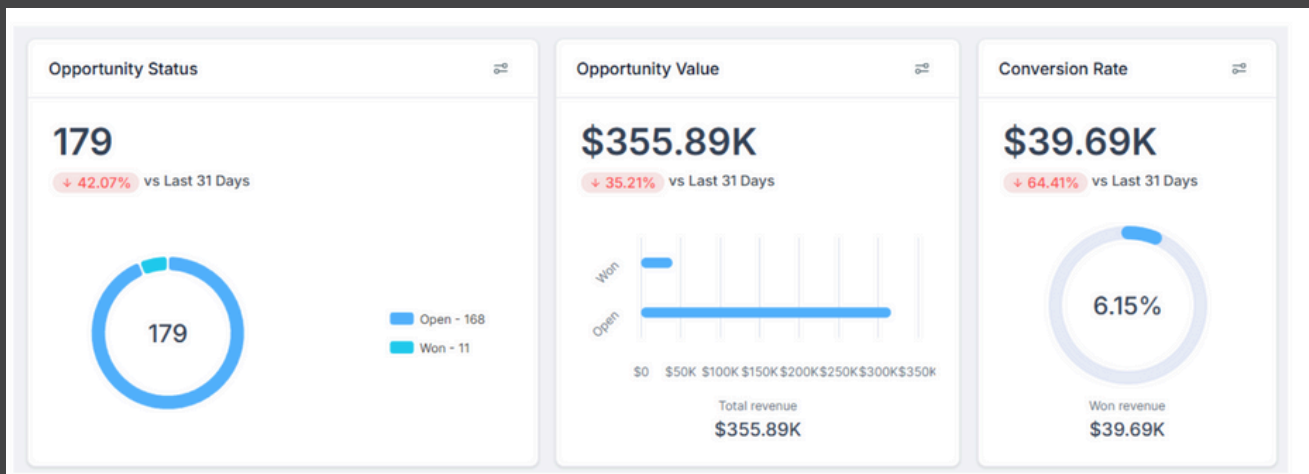 Opportunity Status
179
↓ 42.07% vs Last 31 Days
179
Open - 168
Won - 11
Opportunity Value
$355.89K
↓ 35.21% vs Last 31 Days
Won
Open
$0 $50K $100K $150K $200K $250K $300K $350K
Total revenue
$355.89K
Conversion Rate
$39.69K
↓ 64.41% vs Last 31 Days
6.15%
Won revenue
$39.69K